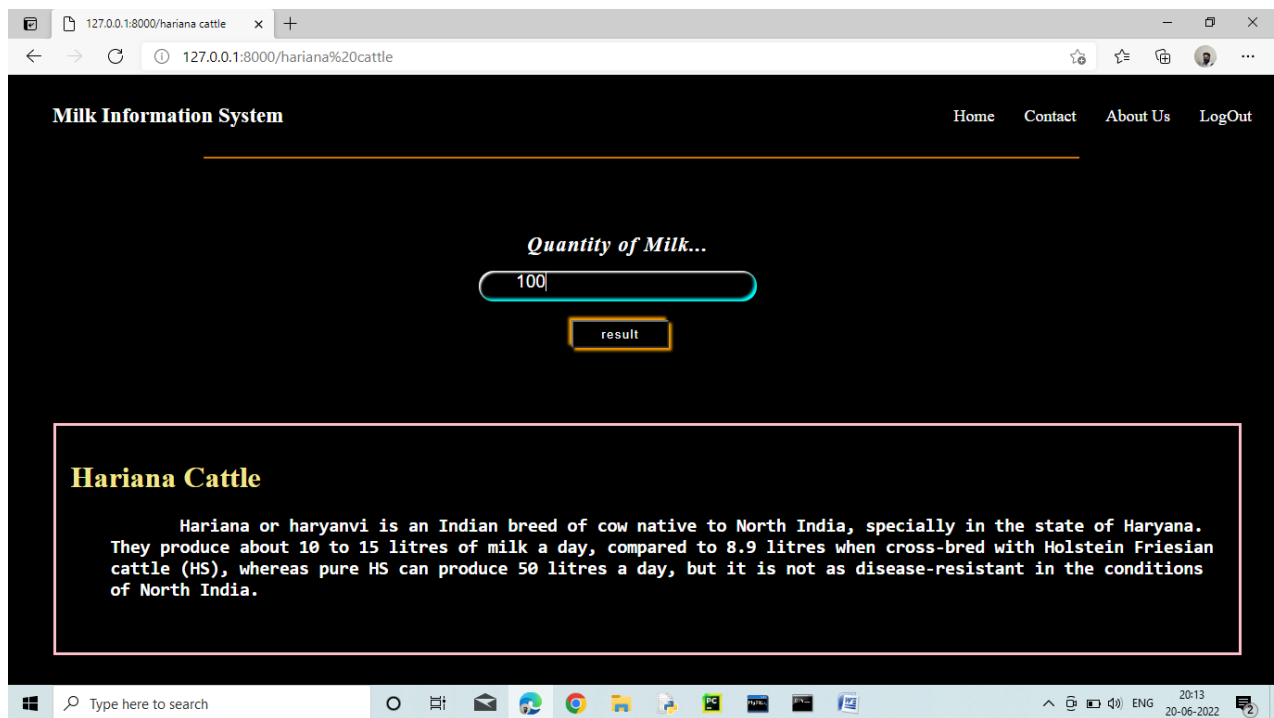 127.0.0.1:8000/hariana cattle
127.0.0.1:8000/hariana%20cattle
Milk Information System
Home Contact About Us LogOut
Quantity of Milk...
100
result
Hariana Cattle
Hariana or haryanvi is an Indian breed of cow native to North India, specially in the state of Haryana.
They produce about 10 to 15 litres of milk a day, compared to 8.9 litres when cross-bred with Holstein Friesian
cattle (HS), whereas pure HS can produce 50 litres a day, but it is not as disease-resistant in the conditions
of North India.
Type here to search
PC
ENG
20:13
20-06-2022
2